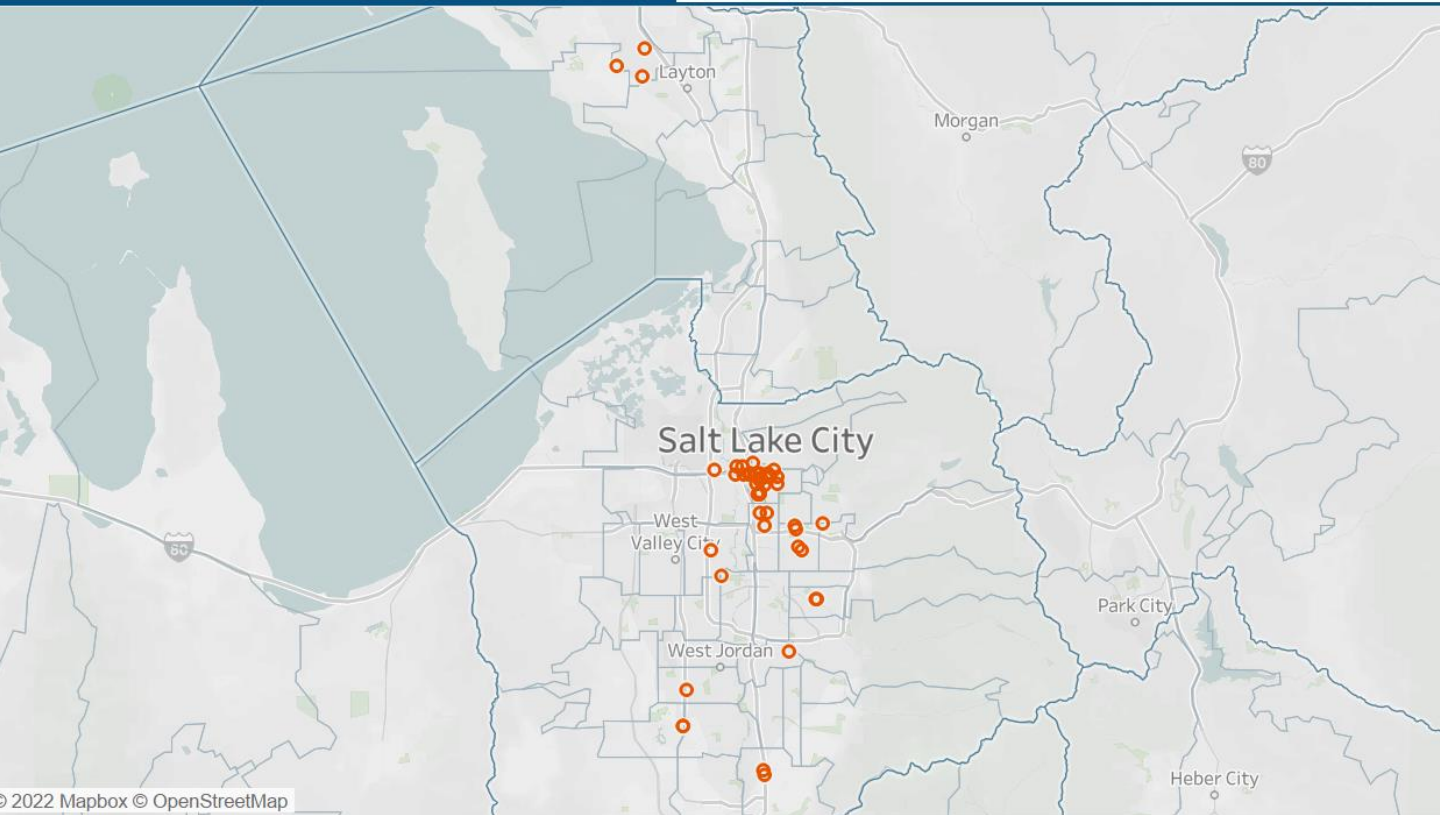 Layton
Morgan
80
Salt Lake City
West
Valley City
80
Park City
West Jordan
Heber City
© 2022 Mapbox © OpenStreetMap